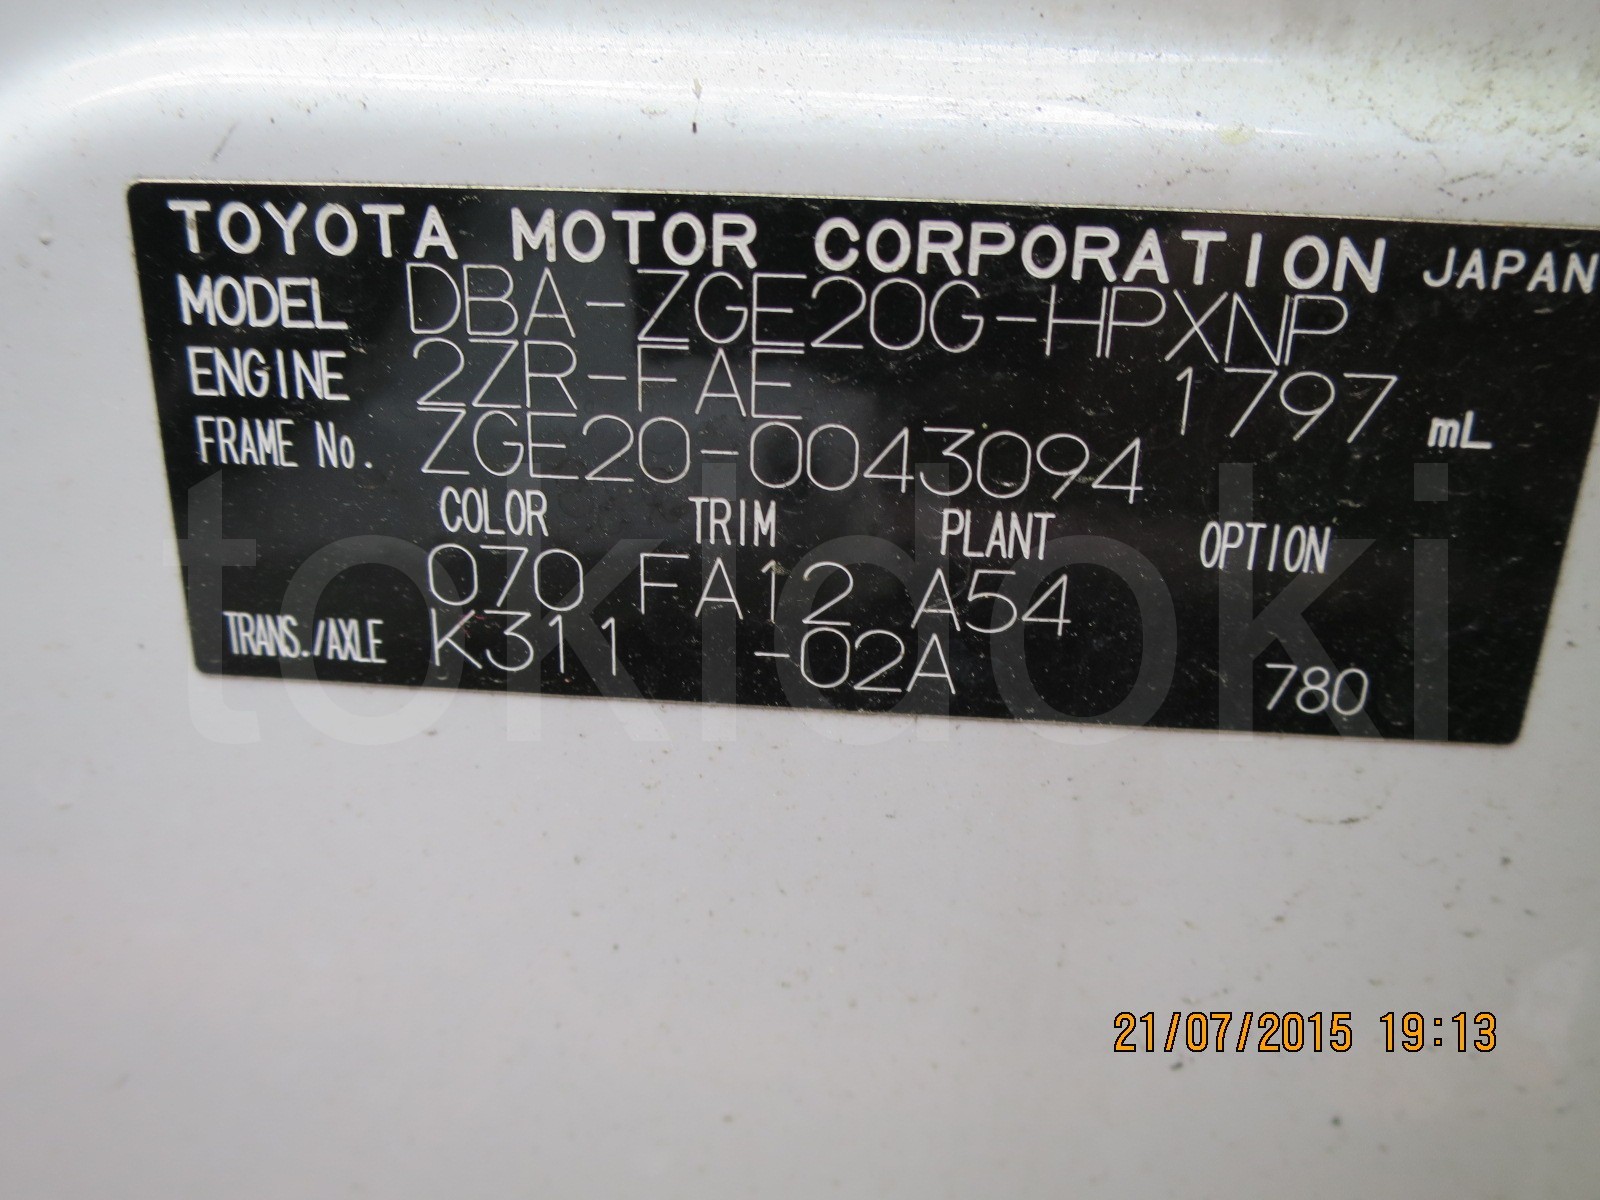 TOYOTA MOTOR CORPORATION JAPAN
MODEL DBA-ZGE20G-HPXNP
ENGINE 2ZR-FAE 1797 mL
FRAME No. ZGE20-0043094
COLOR TRIM PLANT OPTION
070 FA12 A54
TRANS./AXLE K311 -02A 780
tokidoki
21/07/2015 19:13